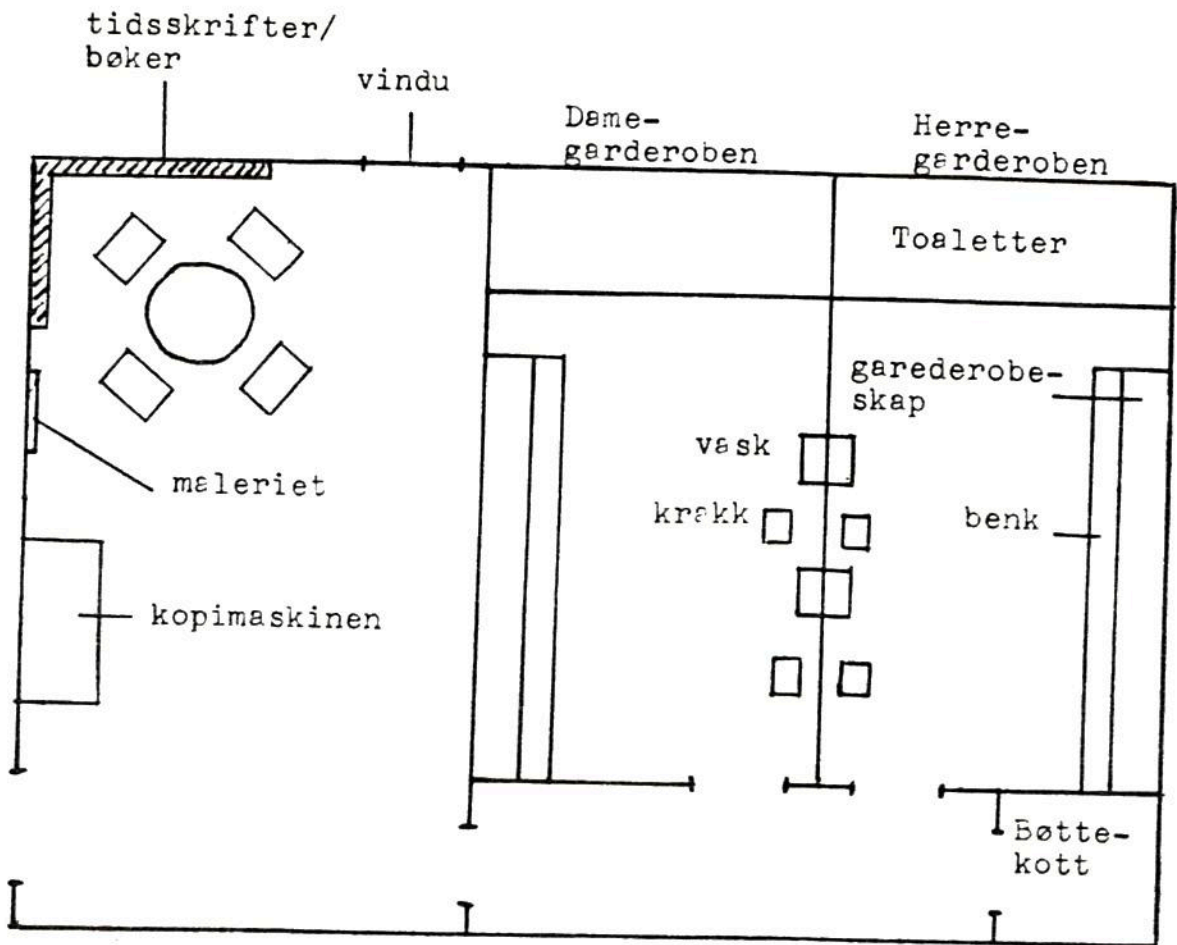 tidsskrifter/
bøker
vindu
Dame-
garderoben
Herre-
garderoben
Toaletter
garederobe-
skap
vask
krakk
benk
maleriet
kopimaskinen
Bøtte-
kott